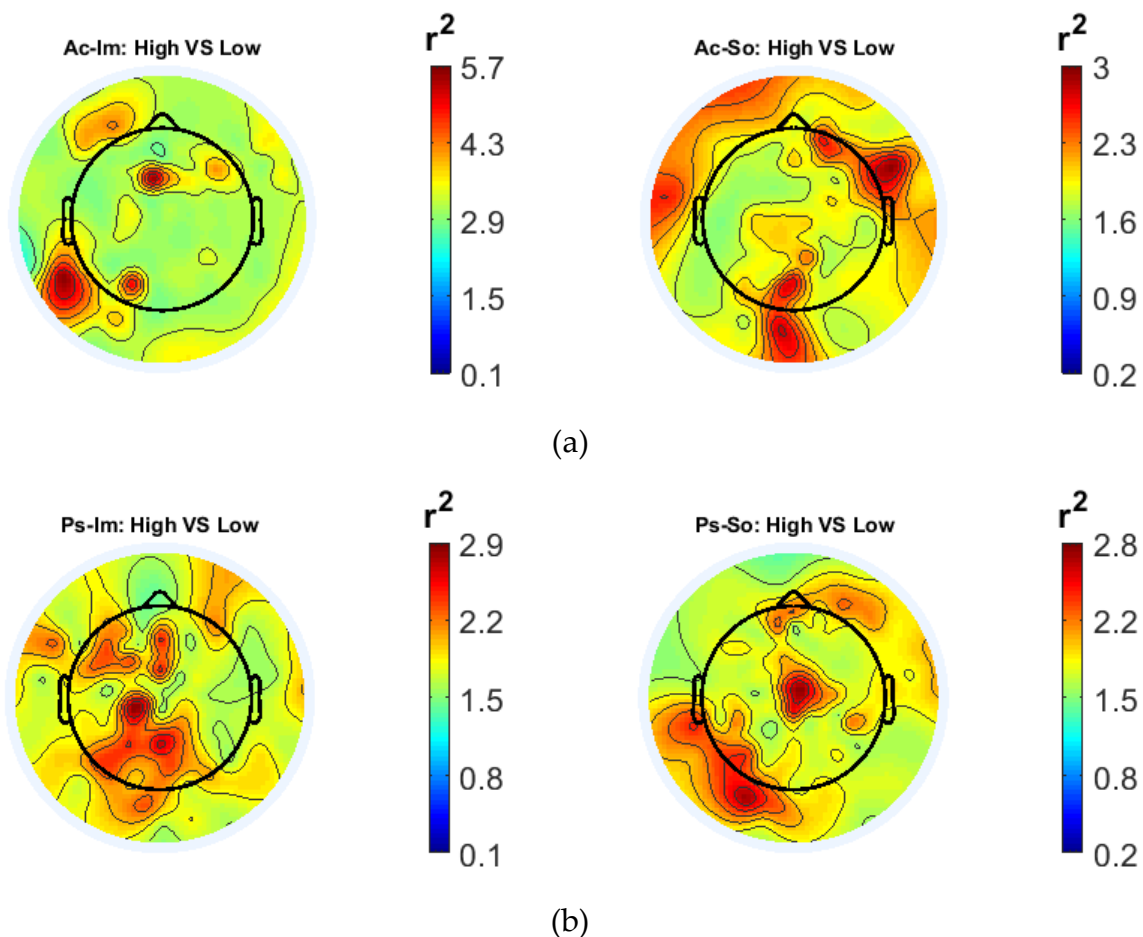 Ac-Im: High VS Low
r²
5.7
4.3
2.9
1.5
0.1
Ac-So: High VS Low
r²
3
2.3
1.6
0.9
0.2
(a)
Ps-Im: High VS Low
r²
2.9
2.2
1.5
0.8
0.1
Ps-So: High VS Low
r²
2.8
2.2
1.5
0.8
0.2
(b)